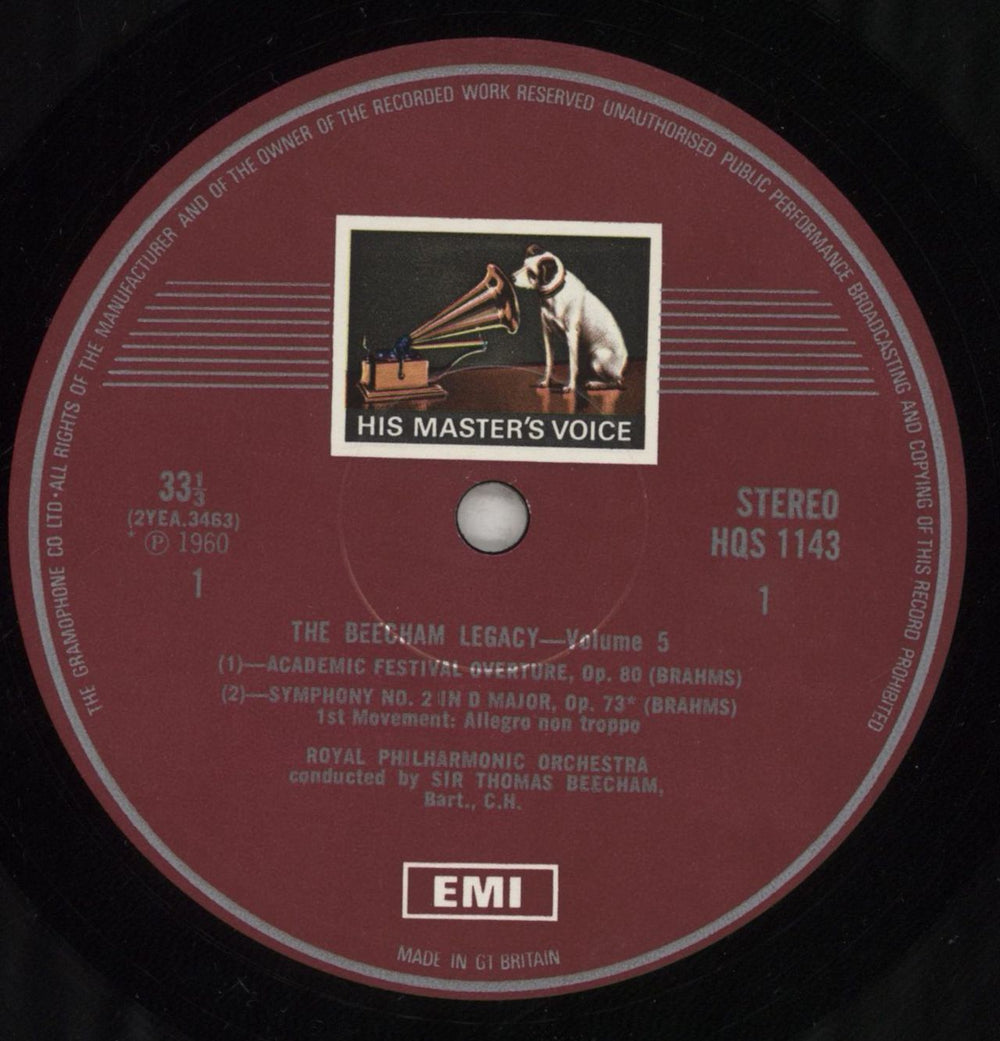 THE GRAMOPHONE CO LTD · ALL RIGHTS OF THE MANUFACTURER AND OF THE OWNER OF THE RECORDED WORK RESERVED UNAUTHORISED PUBLIC PERFORMANCE BROADCASTING AND COPYING OF THIS RECORD PROHIBITED
HIS MASTER'S VOICE
33⅓
(2YEA.3463)
* ℗ 1960
1
STEREO
HQS 1143
1
THE BEECHAM LEGACY—Volume 5
(1)—ACADEMIC FESTIVAL OVERTURE, Op. 80 (BRAHMS)
(2)—SYMPHONY NO. 2 IN D MAJOR, Op. 73* (BRAHMS)
1st Movement: Allegro non troppo
ROYAL PHILHARMONIC ORCHESTRA
conducted by SIR THOMAS BEECHAM,
Bart., C.H.
EMI
MADE IN GT BRITAIN